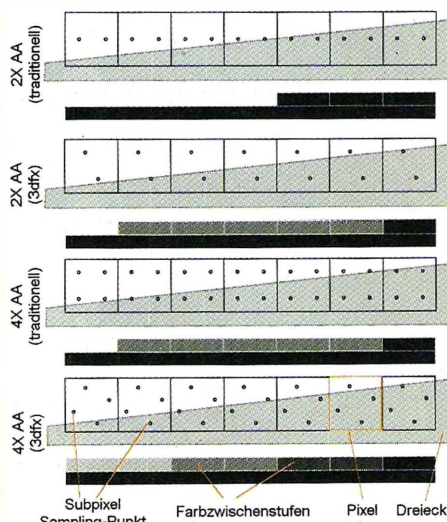 2X AA
(traditionell)
2X AA
(3dfx)
4X AA
(traditionell)
4X AA
(3dfx)
Subpixel
Sampling-Punkt
Farbzwischenstufen
Pixel
Dreieck